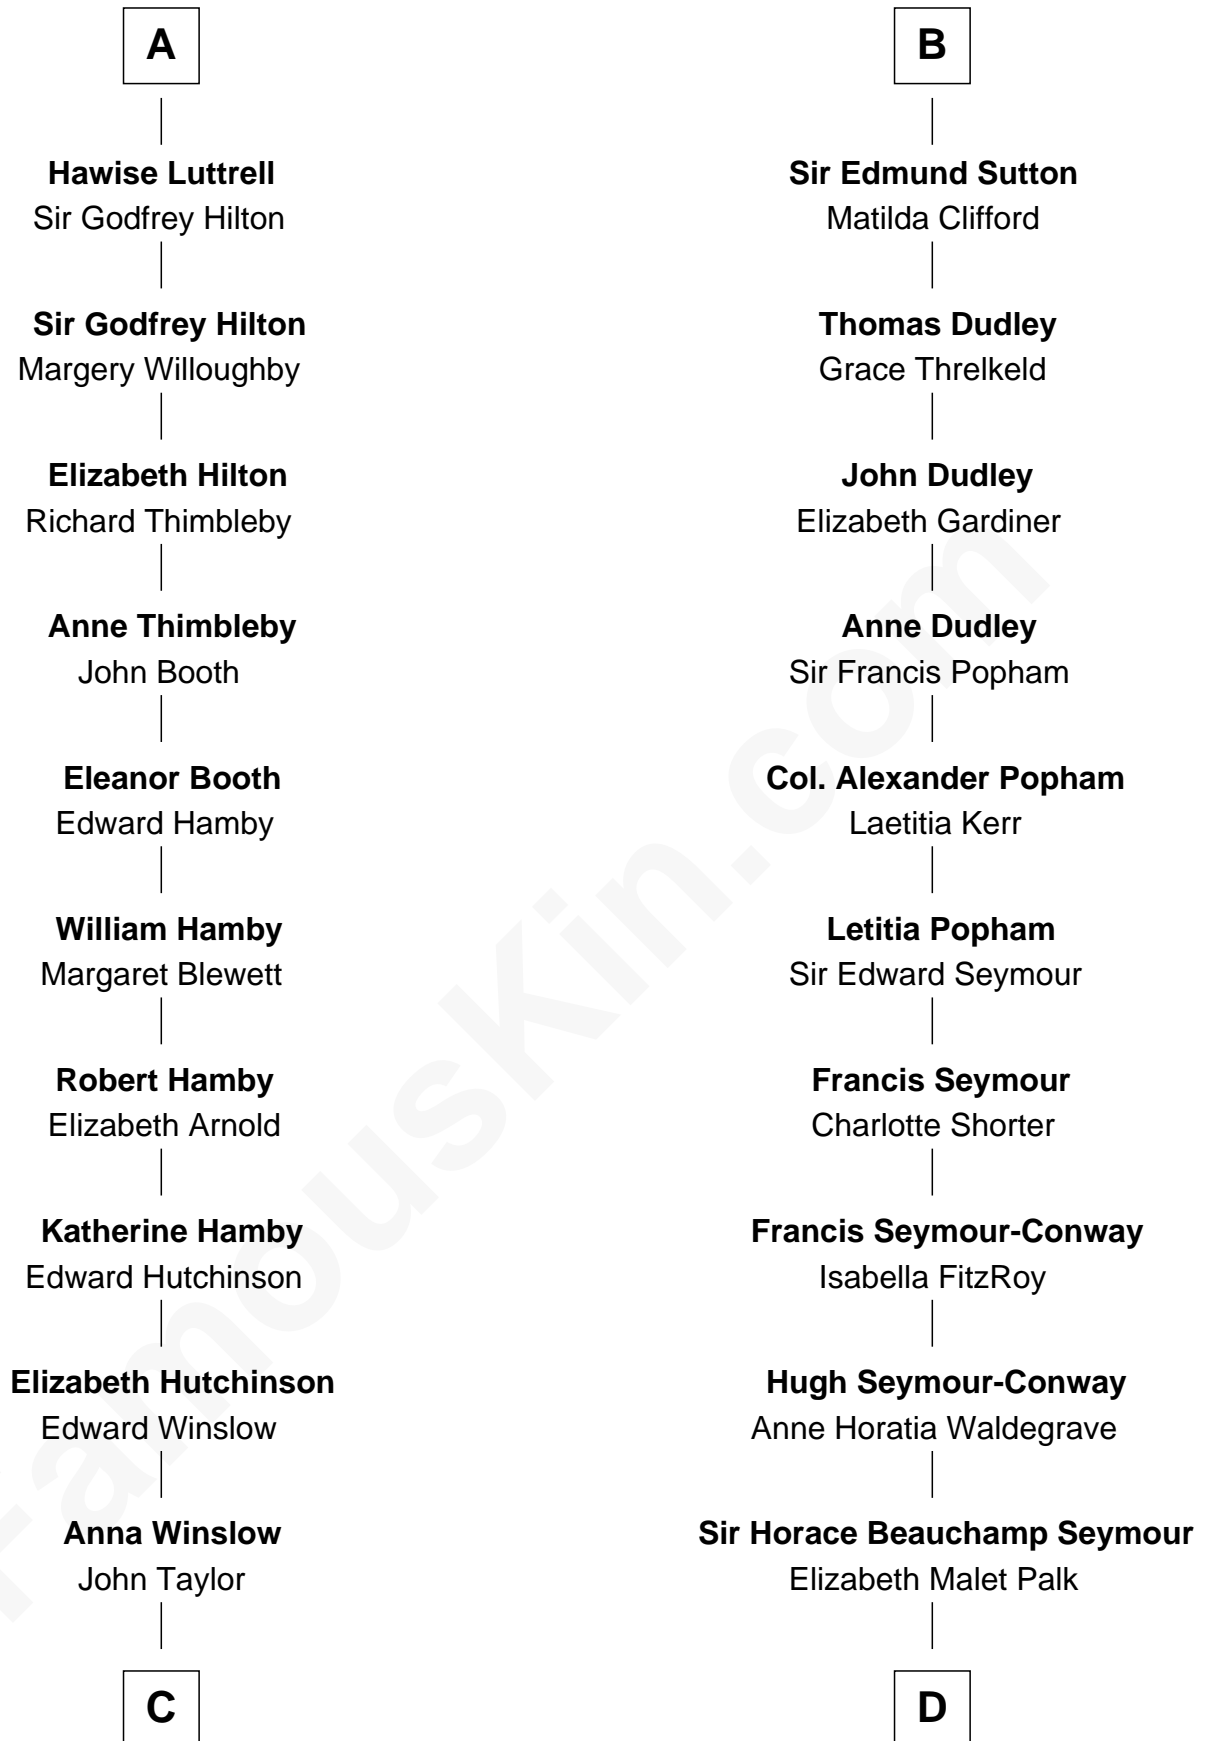 A
Hawise Luttrell
Sir Godfrey Hilton
Sir Godfrey Hilton
Margery Willoughby
Elizabeth Hilton
Richard Thimbleby
Anne Thimbleby
John Booth
Eleanor Booth
Edward Hamby
William Hamby
Margaret Blewett
Robert Hamby
Elizabeth Arnold
Katherine Hamby
Edward Hutchinson
Elizabeth Hutchinson
Edward Winslow
Anna Winslow
John Taylor
C
B
Sir Edmund Sutton
Matilda Clifford
Thomas Dudley
Grace Threlkeld
John Dudley
Elizabeth Gardiner
Anne Dudley
Sir Francis Popham
Col. Alexander Popham
Laetitia Kerr
Letitia Popham
Sir Edward Seymour
Francis Seymour
Charlotte Shorter
Francis Seymour-Conway
Isabella FitzRoy
Hugh Seymour-Conway
Anne Horatia Waldegrave
Sir Horace Beauchamp Seymour
Elizabeth Malet Palk
D
FamousKin.com